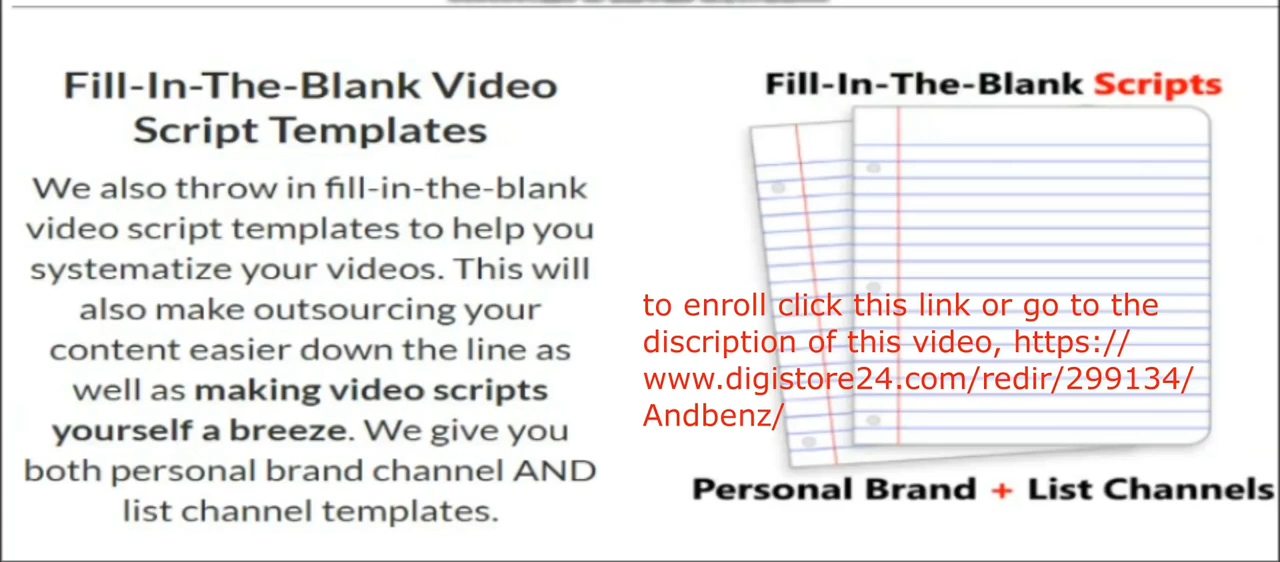 Fill-In-The-Blank Video
Script Templates
We also throw in fill-in-the-blank
video script templates to help you
systematize your videos. This will
also make outsourcing your
content easier down the line as
well as making video scripts
yourself a breeze. We give you
both personal brand channel AND
list channel templates.
Fill-In-The-Blank Scripts
to enroll click this link or go to the
discription of this video, https://
www.digistore24.com/redir/299134/
Andbenz/
Personal Brand + List Channels